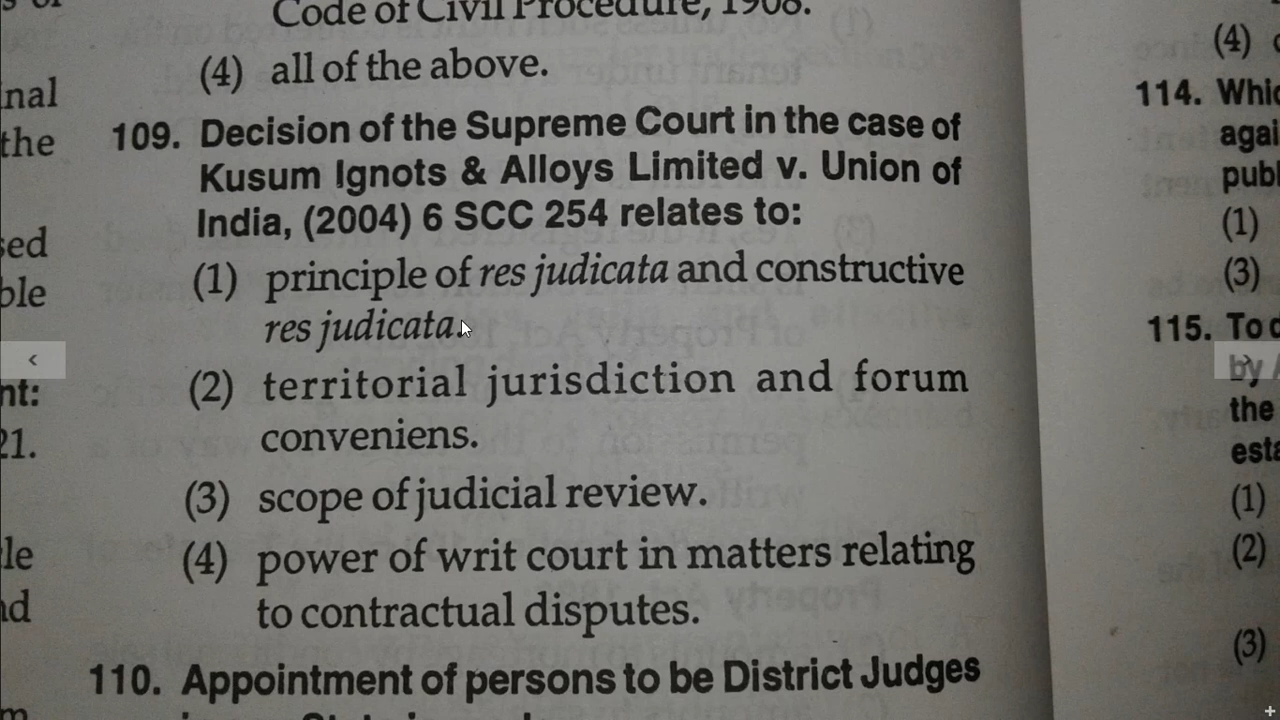 Code of Civil Procedure, 1908.
(4) all of the above.
109. Decision of the Supreme Court in the case of
Kusum Ignots & Alloys Limited v. Union of
India, (2004) 6 SCC 254 relates to:
(1) principle of res judicata and constructive
res judicata.
(2) territorial jurisdiction and forum
conveniens.
(3) scope of judicial review.
(4) power of writ court in matters relating
to contractual disputes.
110. Appointment of persons to be District Judges
nal
the
sed
ble
nt:
21.
le
nd
(4)
114. Whic
agai
publ
(1)
(3)
115. To
by
the
esta
(1)
(2)
(3)